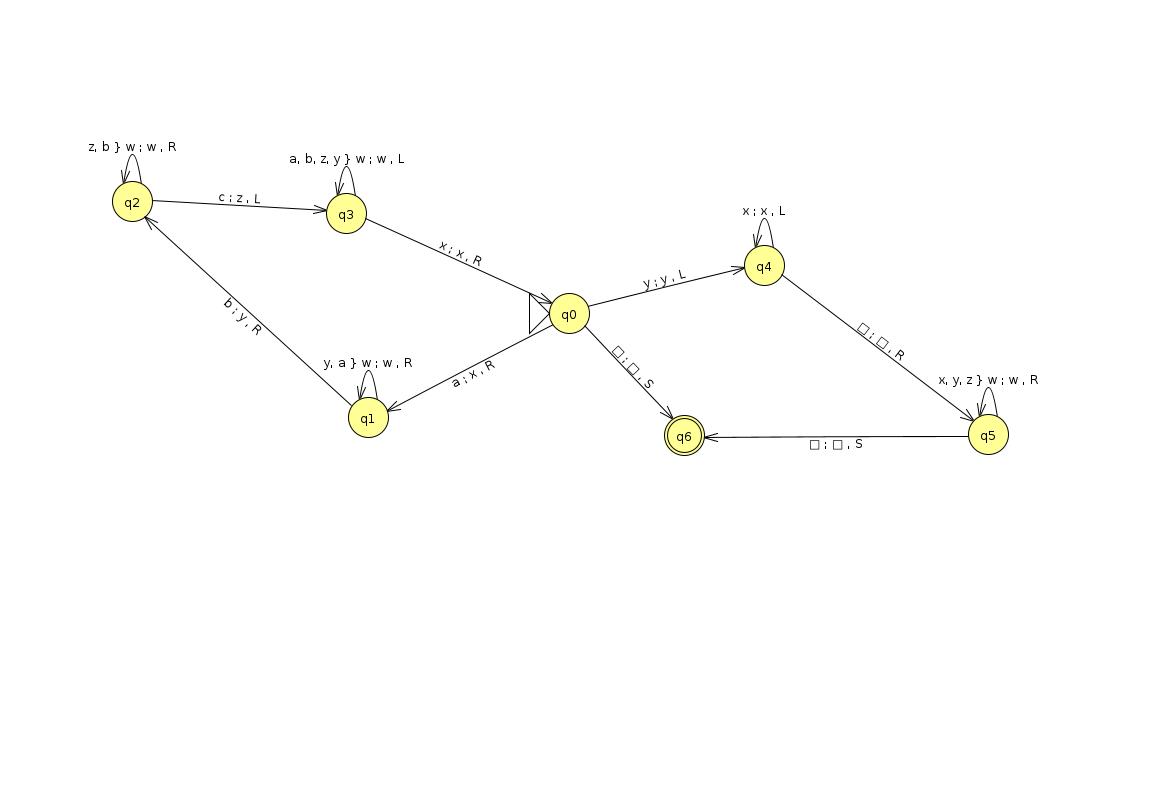 z, b } w ; w , R
a, b, z, y } w ; w , L
q2
c ; z , L
q3
x ; x , L
q4
x ; x , R
y ; y , L
q0
b ; y , R
y, a } w ; w , R
a ; x , R
□ ; □ , S
□ ; □ , R
x, y, z } w ; w , R
q1
q6
q5
□ ; □ , S